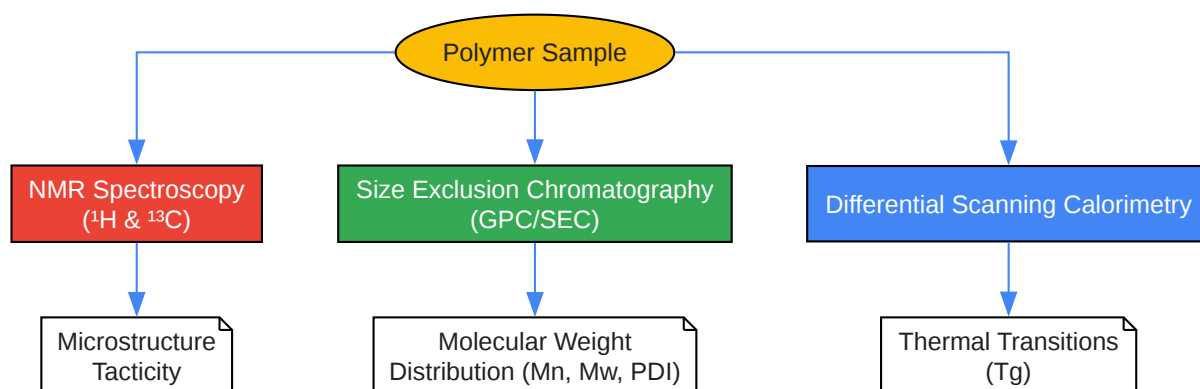 Polymer Sample
NMR Spectroscopy
(¹H & ¹³C)
Size Exclusion Chromatography
(GPC/SEC)
Differential Scanning Calorimetry
Microstructure
Tacticity
Molecular Weight
Distribution (Mn, Mw, PDI)
Thermal Transitions
(Tg)